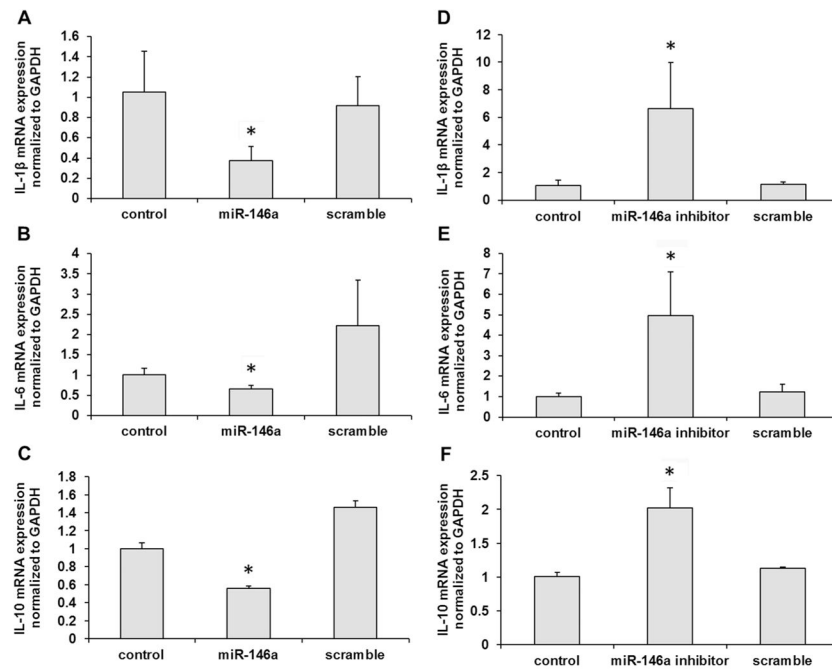 A
IL-1β mRNA expression
normalized to GAPDH
1.6
1.4
1.2
1
0.8
0.6
0.4
0.2
0
*
control miR-146a scramble
B
IL-6 mRNA expression
normalized to GAPDH
4
3.5
3
2.5
2
1.5
1
0.5
0
*
control miR-146a scramble
C
IL-10 mRNA expression
normalized to GAPDH
1.8
1.6
1.4
1.2
1
0.8
0.6
0.4
0.2
0
*
control miR-146a scramble
D
IL-1β mRNA expression
normalized to GAPDH
12
10
8
6
4
2
0
*
control miR-146a inhibitor scramble
E
IL-6 mRNA expression
normalized to GAPDH
8
7
6
5
4
3
2
1
0
*
control miR-146a inhibitor scramble
F
IL-10 mRNA expression
normalized to GAPDH
2.5
2
1.5
1
0.5
0
*
control miR-146a inhibitor scramble